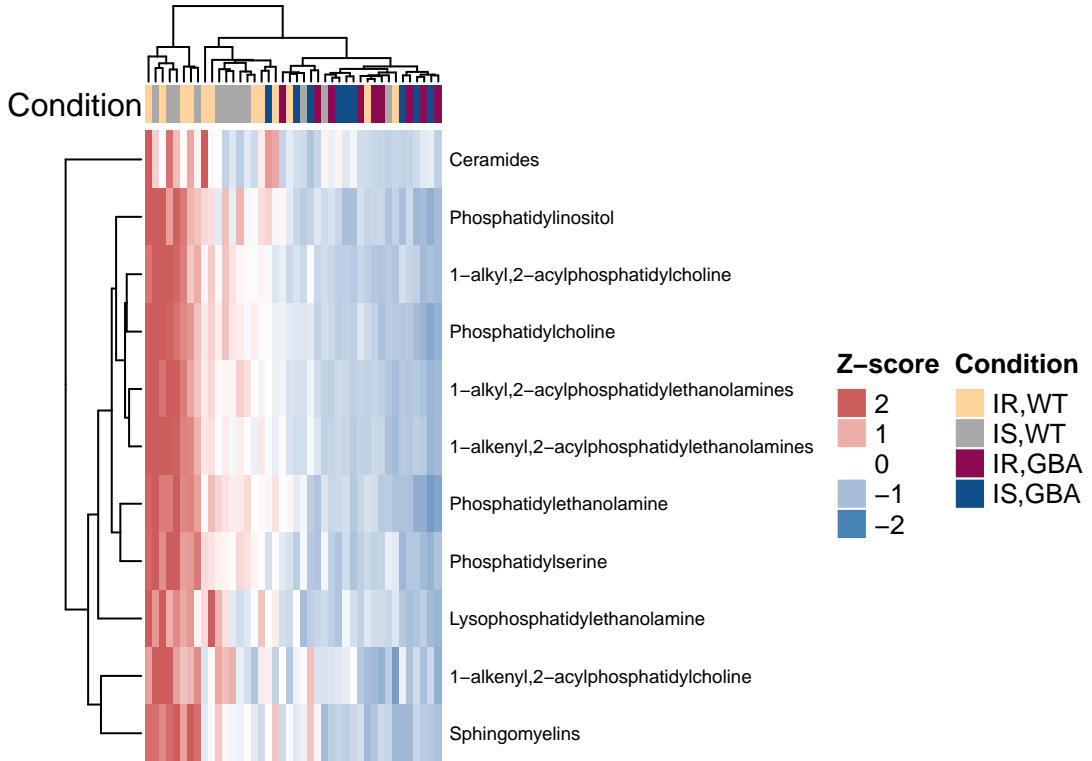 Condition
Ceramides
Phosphatidylinositol
1−alkyl,2−acylphosphatidylcholine
Phosphatidylcholine
1−alkyl,2−acylphosphatidylethanolamines
1−alkenyl,2−acylphosphatidylethanolamines
Phosphatidylethanolamine
Phosphatidylserine
Lysophosphatidylethanolamine
1−alkenyl,2−acylphosphatidylcholine
Sphingomyelins
Z−score
2
1
0
−1
−2
Condition
IR,WT
IS,WT
IR,GBA
IS,GBA